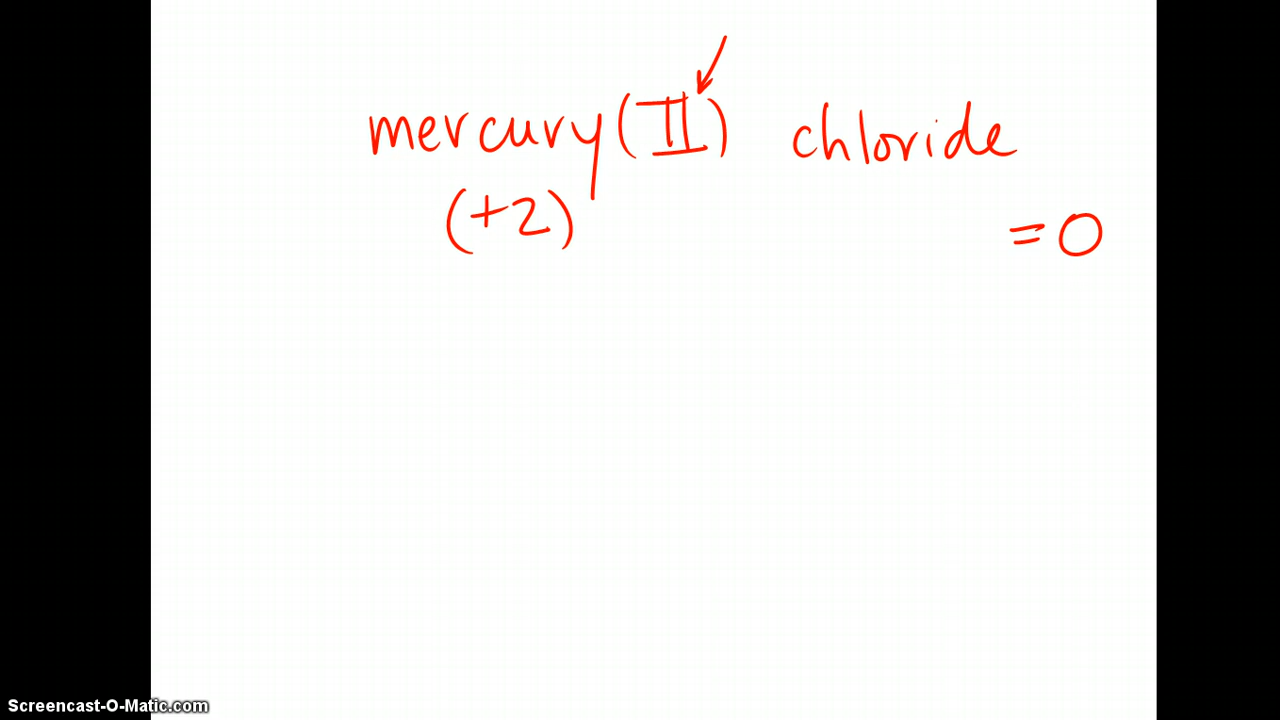 mercury (II) chloride
(+2) = 0
Screencast-O-Matic.com